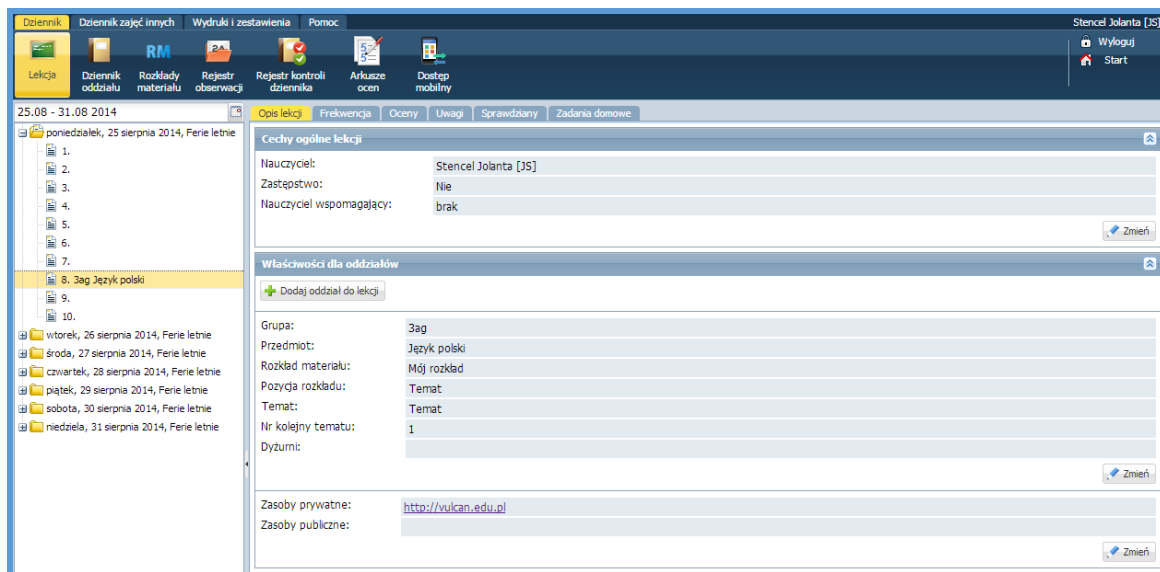 Dziennik Dziennik zajęć innych Wydruki i zestawienia Pomoc Stencel Jolanta [JS]
Wyloguj
Start
RM
Lekcja Dziennik oddziału Rozkłady materiału Rejestr obserwacji Rejestr kontroli dziennika Arkusze ocen Dostęp mobilny
25.08 - 31.08 2014
poniedziałek, 25 sierpnia 2014, Ferie letnie
1.
2.
3.
4.
5.
6.
7.
8. 3ag Język polski
9.
10.
wtorek, 26 sierpnia 2014, Ferie letnie
środa, 27 sierpnia 2014, Ferie letnie
czwartek, 28 sierpnia 2014, Ferie letnie
piątek, 29 sierpnia 2014, Ferie letnie
sobota, 30 sierpnia 2014, Ferie letnie
niedziela, 31 sierpnia 2014, Ferie letnie
Opis lekcji Frekwencja Oceny Uwagi Sprawdziany Zadania domowe
Cechy ogólne lekcji
Nauczyciel: Stencel Jolanta [JS]
Zastępstwo: Nie
Nauczyciel wspomagający: brak
Zmień
Właściwości dla oddziałów
Dodaj oddział do lekcji
Grupa: 3ag
Przedmiot: Język polski
Rozkład materiału: Mój rozkład
Pozycja rozkładu: Temat
Temat: Temat
Nr kolejny tematu: 1
Dyżurni:
Zmień
Zasoby prywatne: http://vulcan.edu.pl
Zasoby publiczne:
Zmień